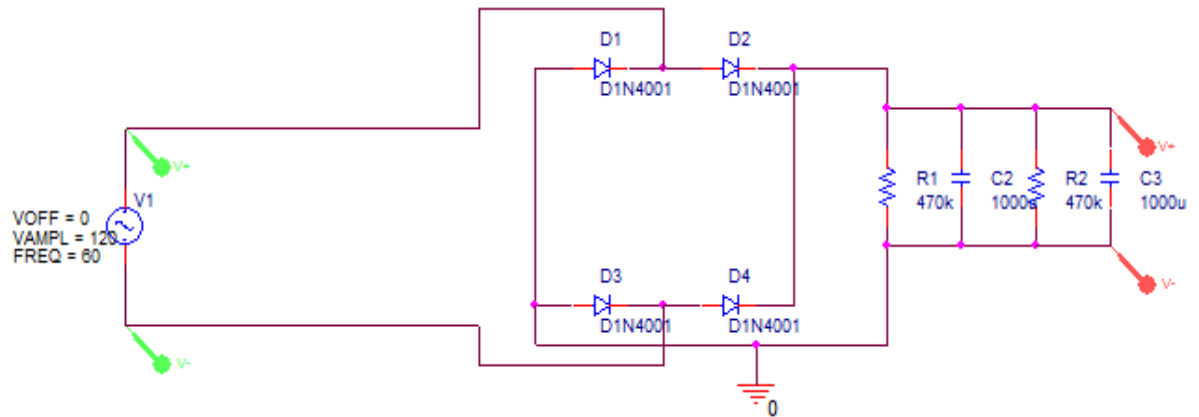 D1
D1N4001
D2
D1N4001
V+
V1
VOFF = 0
VAMPL = 120
FREQ = 60
V-
R1
470k
C2
1000u
R2
470k
C3
1000u
V+
V-
D3
D1N4001
D4
D1N4001
0